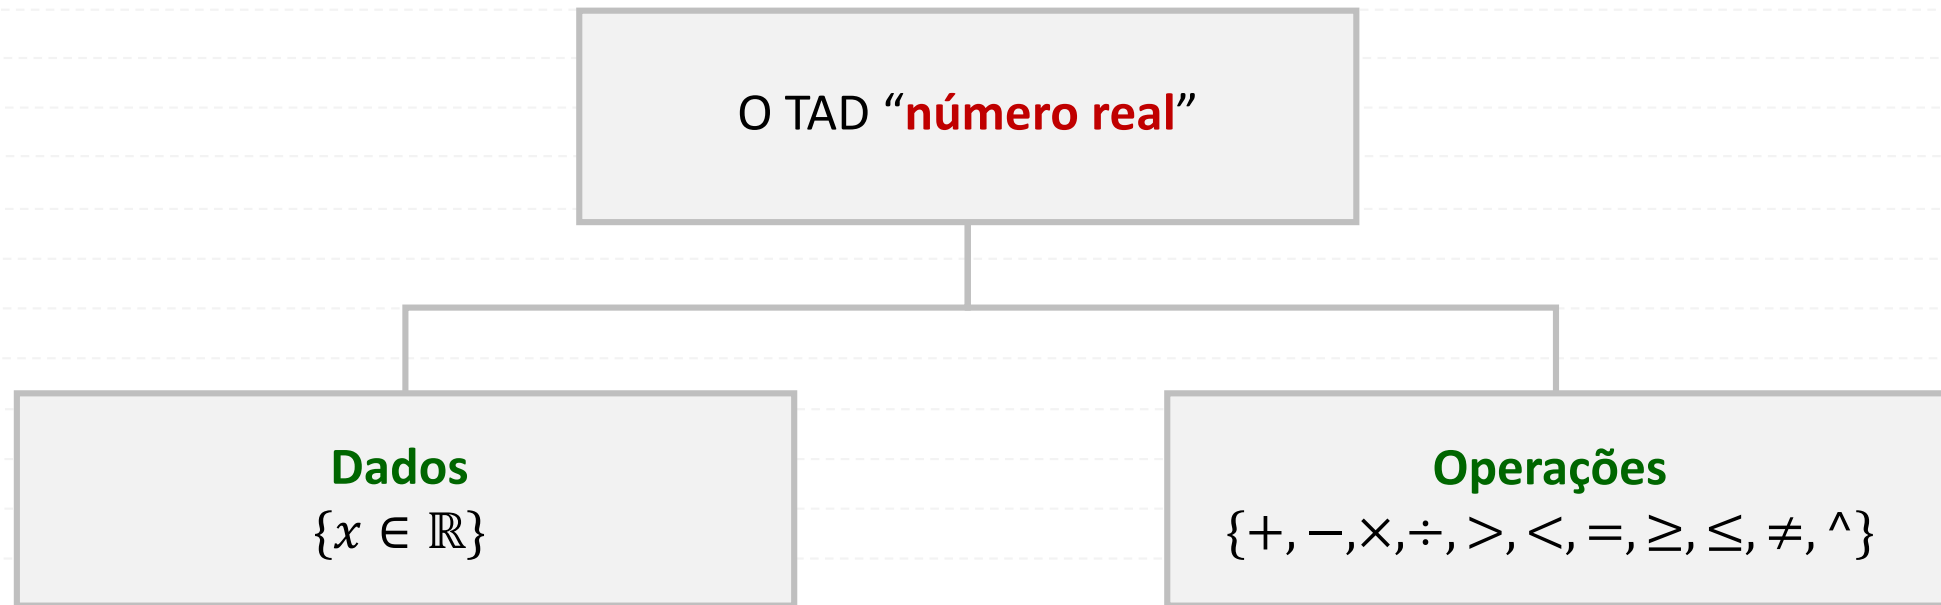 O TAD “número real”
Dados
{𝑥 ∈ ℝ}
Operações
{+, −,×,÷, >, <, =, ≥, ≤, ≠, ^}